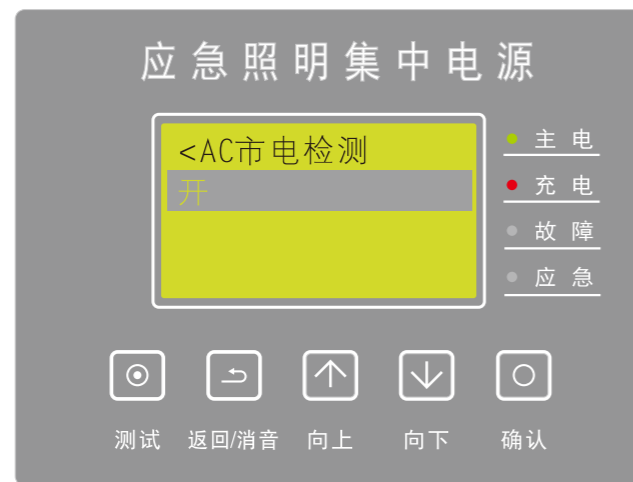 应急照明集中电源
<AC市电检测
开
主电
充电
故障
应急
测试 返回/消音 向上 向下 确认